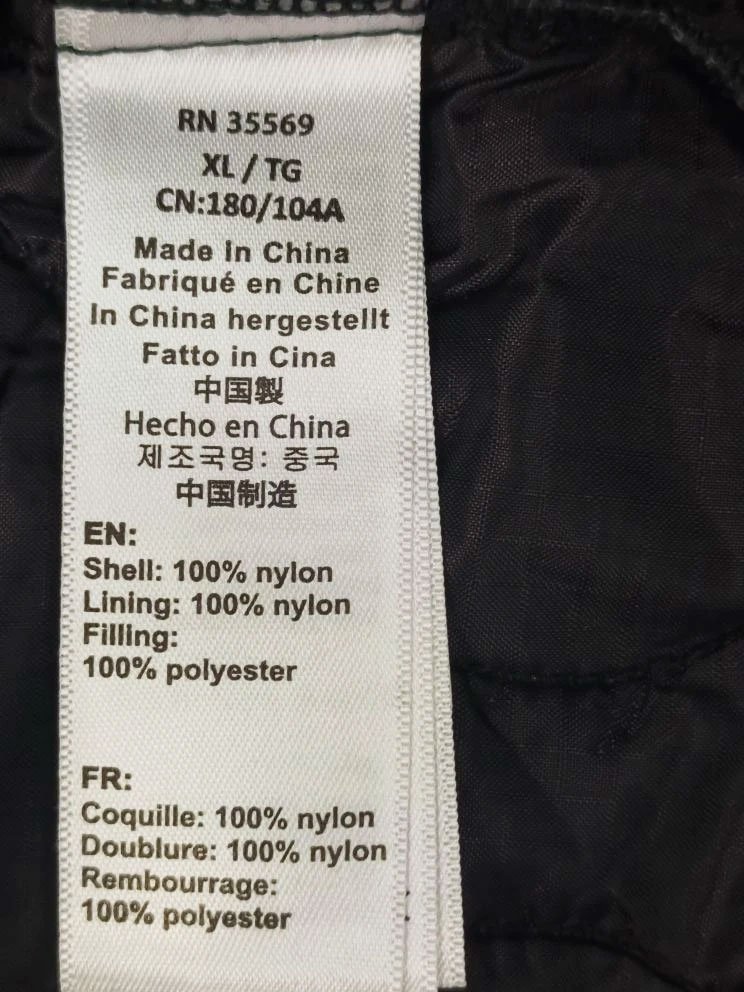 RN 35569
XL / TG
CN:180/104A
Made In China
Fabriqué en Chine
In China hergestellt
Fatto in Cina
中国製
Hecho en China
제조국명: 중국
中国制造
EN:
Shell: 100% nylon
Lining: 100% nylon
Filling:
100% polyester
FR:
Coquille: 100% nylon
Doublure: 100% nylon
Rembourrage:
100% polyester